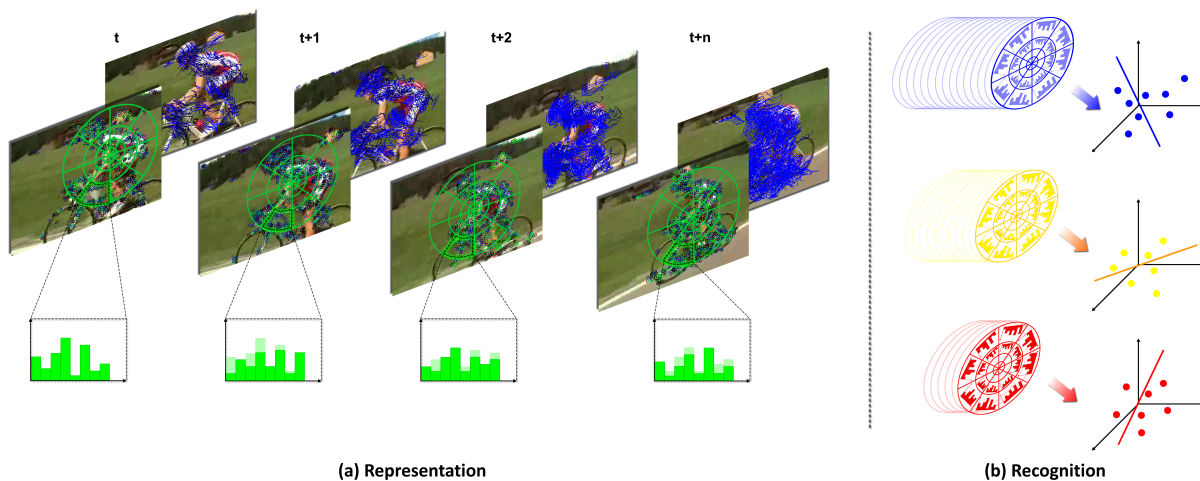 t
t+1
t+2
t+n
(a) Representation
(b) Recognition